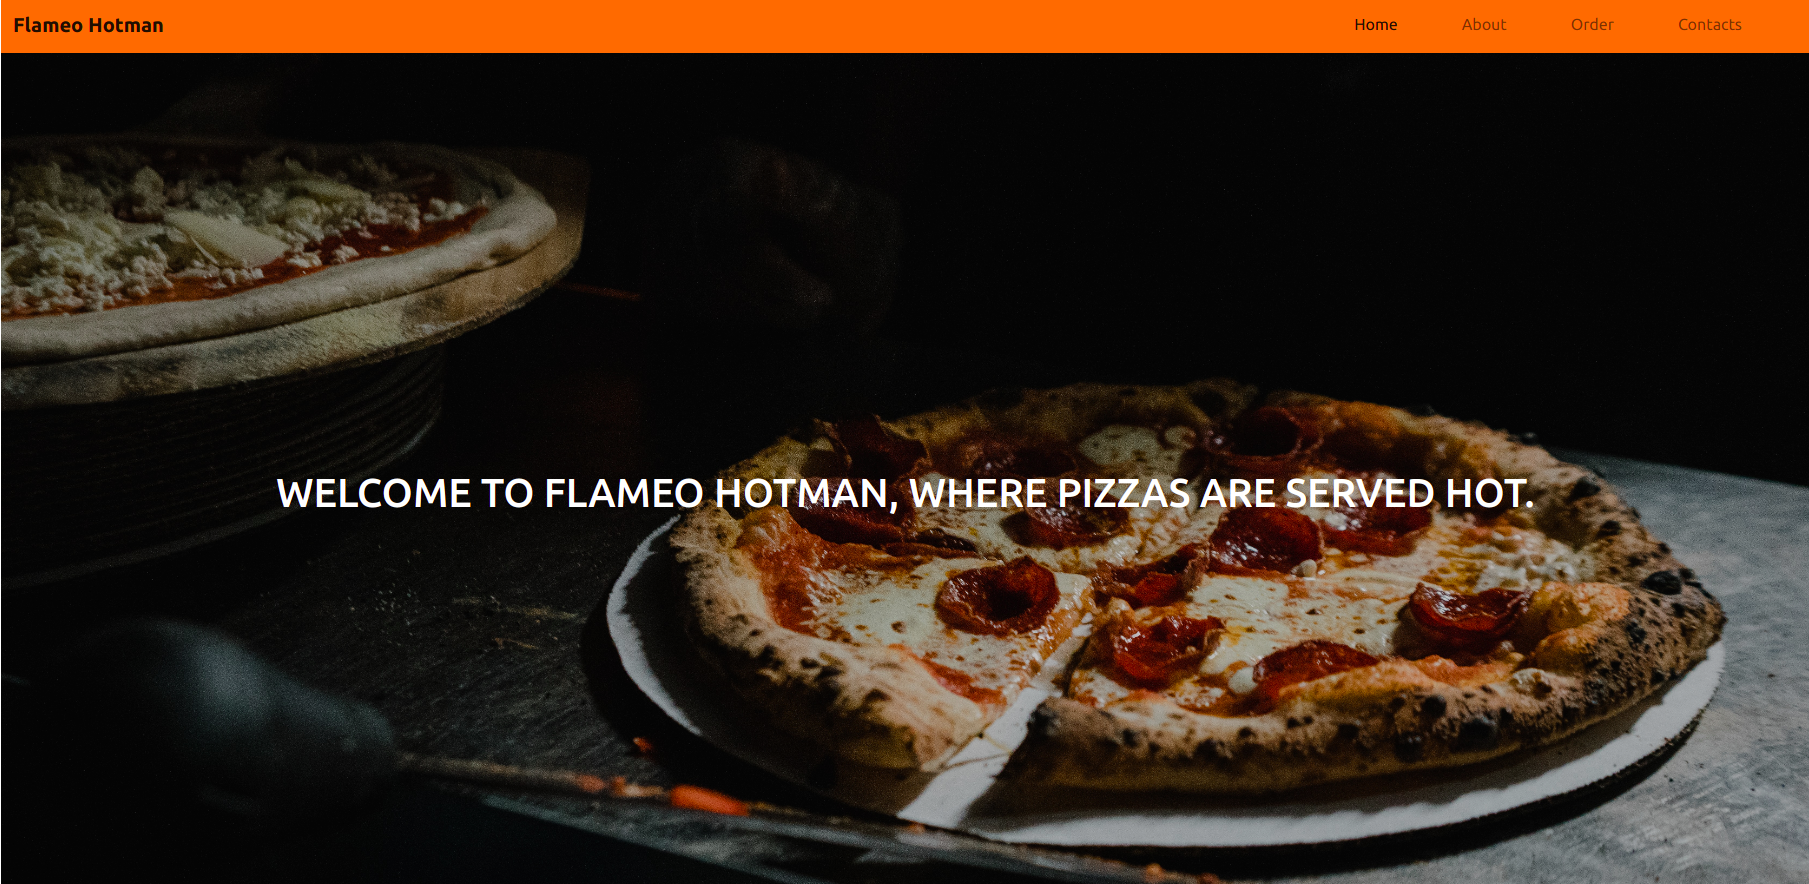 Flameo Hotman
Home About Order Contacts
WELCOME TO FLAMEO HOTMAN, WHERE PIZZAS ARE SERVED HOT.